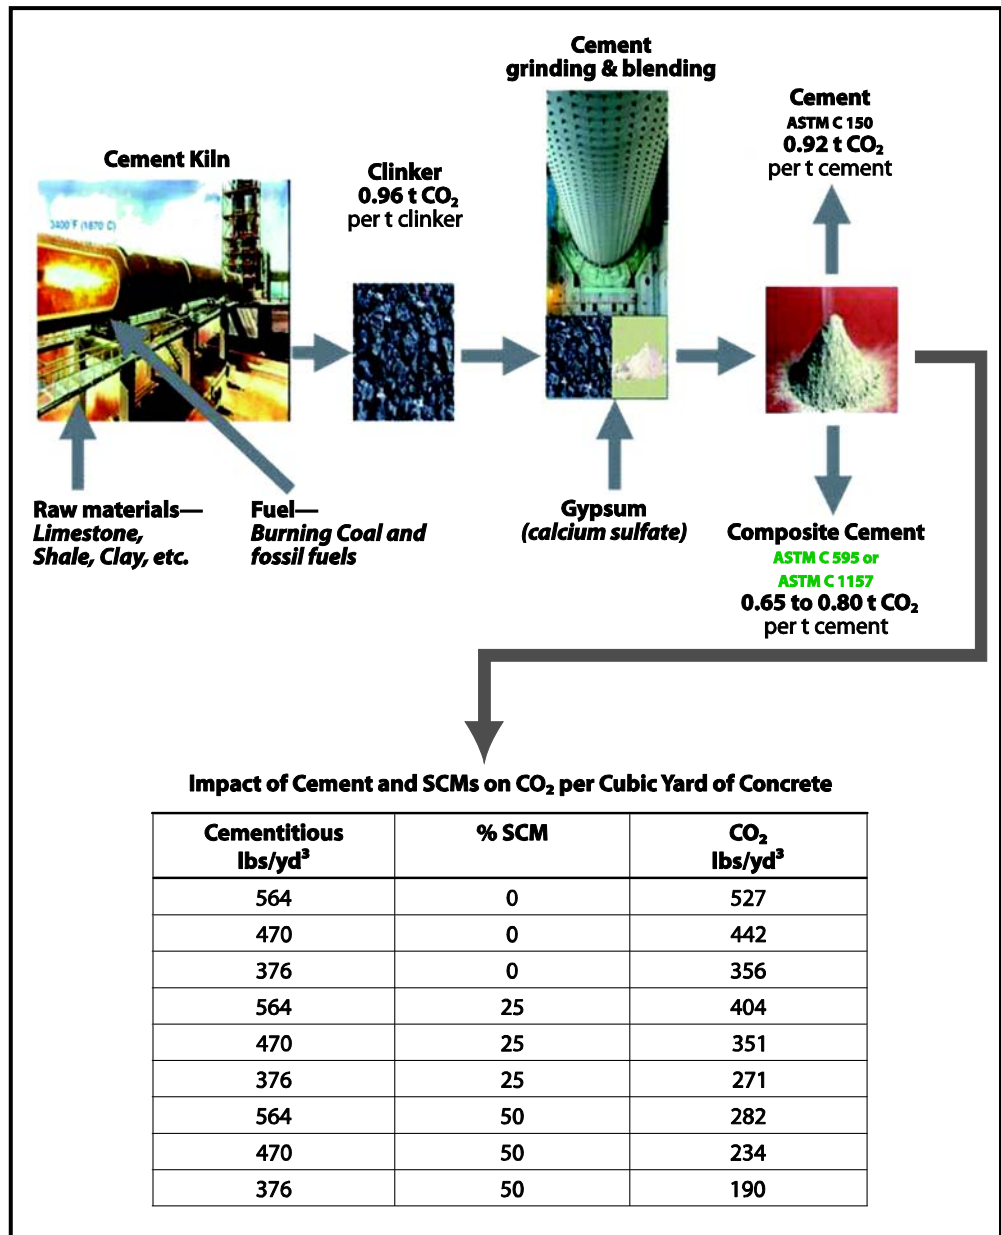 Cement
grinding & blending
Cement
ASTM C 150
0.92 t CO₂
per t cement
Cement Kiln
Clinker
0.96 t CO₂
per t clinker
3400°F (1870°C)
Raw materials—
Limestone,
Shale, Clay, etc.
Fuel—
Burning Coal and
fossil fuels
Gypsum
(calcium sulfate)
Composite Cement
ASTM C 595 or
ASTM C 1157
0.65 to 0.80 t CO₂
per t cement
Impact of Cement and SCMs on CO₂ per Cubic Yard of Concrete
Cementitious lbs/yd³ % SCM CO₂ lbs/yd³
564 0 527
470 0 442
376 0 356
564 25 404
470 25 351
376 25 271
564 50 282
470 50 234
376 50 190